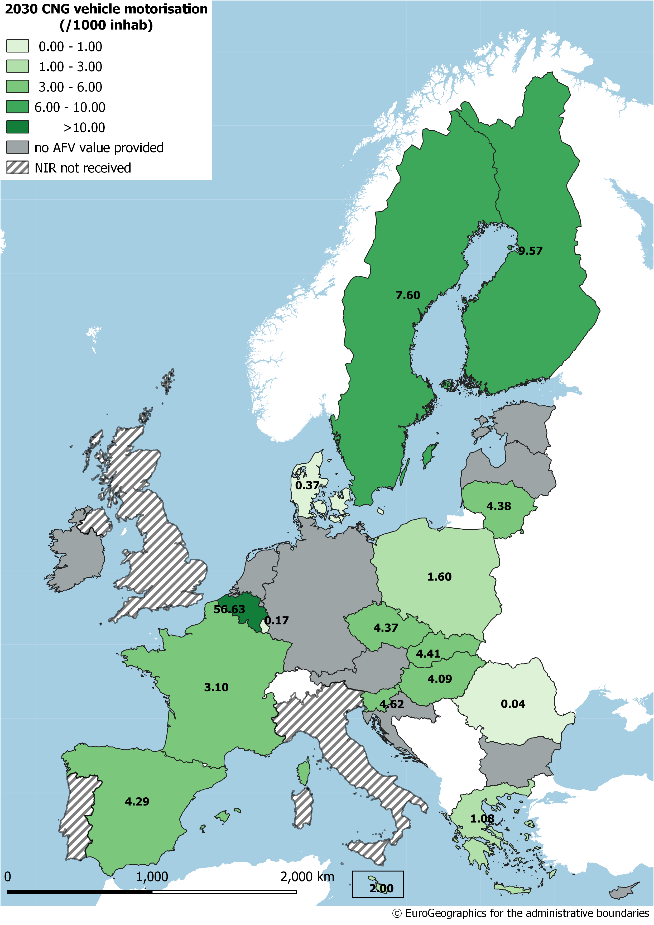 2030 CNG vehicle motorisation
(/1000 inhab)
0.00 - 1.00
1.00 - 3.00
3.00 - 6.00
6.00 - 10.00
>10.00
no AFV value provided
NIR not received
9.57
7.60
0.37
4.38
1.60
56.63
0.17
4.37
4.41
4.09
3.10
4.62
0.04
4.29
1.08
0
1,000
2,000 km
2.00
© EuroGeographics for the administrative boundaries